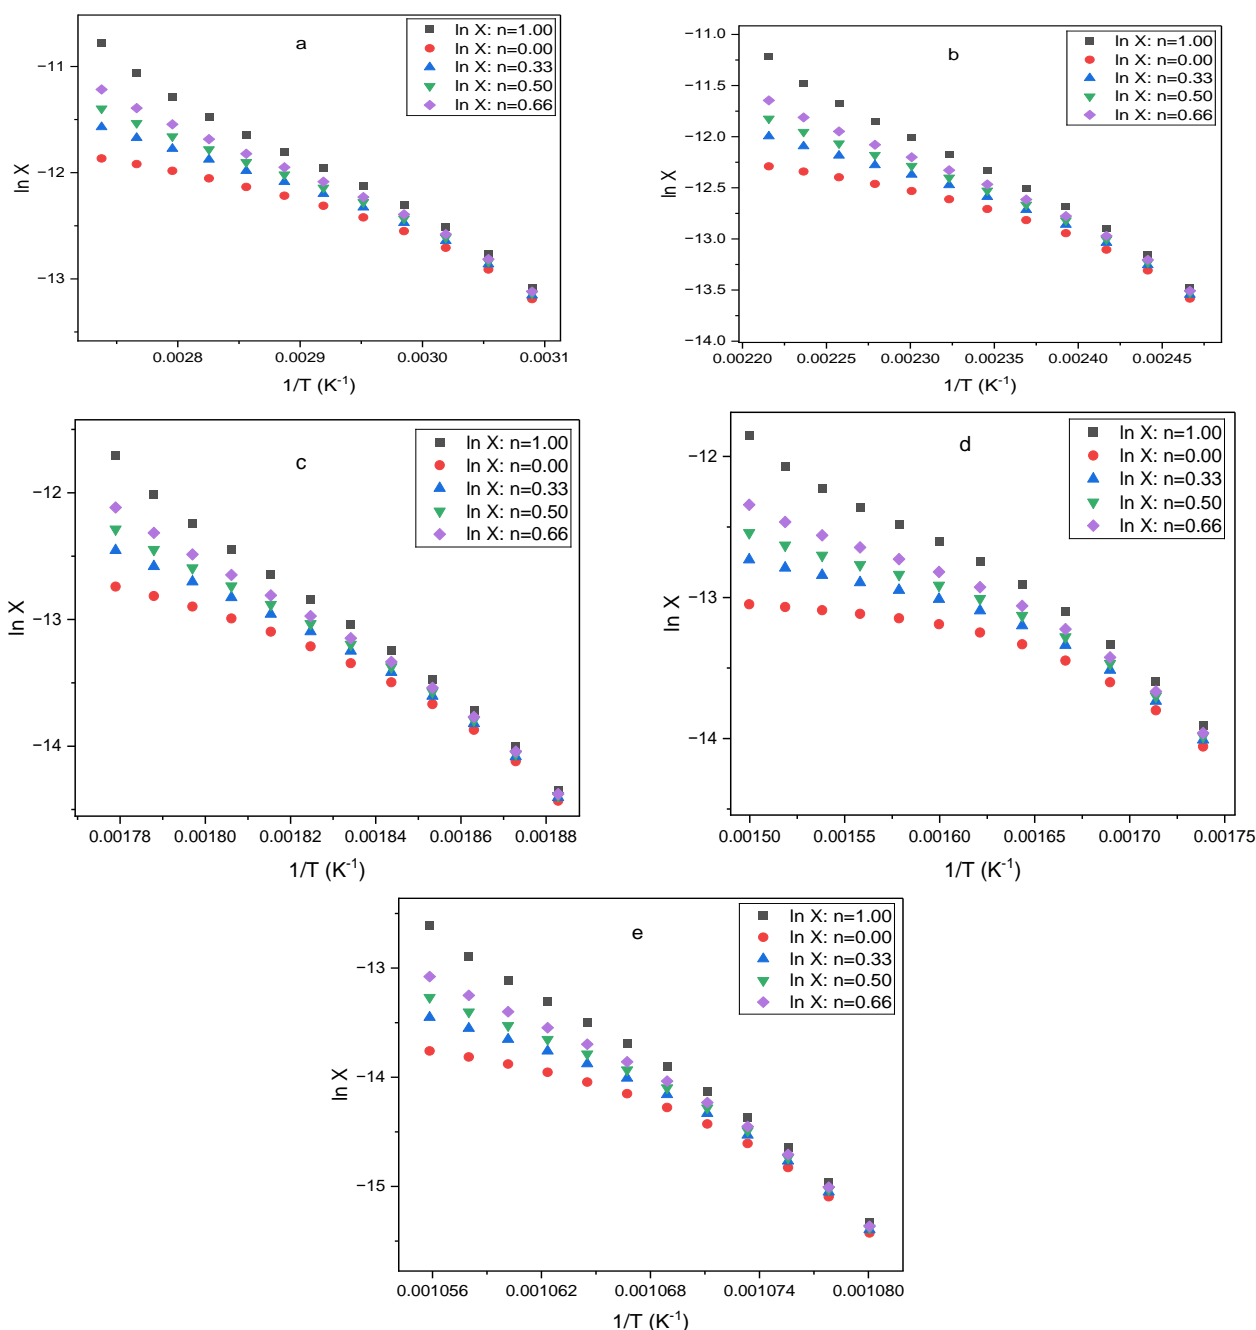 a
ln X: n=1.00
ln X: n=0.00
ln X: n=0.33
ln X: n=0.50
ln X: n=0.66
−11
−12
−13
ln X
0.0028
0.0029
0.0030
0.0031
1/T (K⁻¹)
b
ln X: n=1.00
ln X: n=0.00
ln X: n=0.33
ln X: n=0.50
ln X: n=0.66
−11.0
−11.5
−12.0
−12.5
−13.0
−13.5
−14.0
ln X
0.002220
0.002225
0.002230
0.002235
0.00240
0.00245
1/T (K⁻¹)
c
ln X: n=1.00
ln X: n=0.00
ln X: n=0.33
ln X: n=0.50
ln X: n=0.66
−12
−13
−14
ln X
0.00178
0.00180
0.00182
0.00184
0.00186
0.00188
1/T (K⁻¹)
d
ln X: n=1.00
ln X: n=0.00
ln X: n=0.33
ln X: n=0.50
ln X: n=0.66
−12
−13
−14
ln X
0.00150
0.00155
0.00160
0.00165
0.00170
0.00175
1/T (K⁻¹)
e
ln X: n=1.00
ln X: n=0.00
ln X: n=0.33
ln X: n=0.50
ln X: n=0.66
−13
−14
−15
ln X
0.001056
0.001062
0.001068
0.001074
0.001080
1/T (K⁻¹)